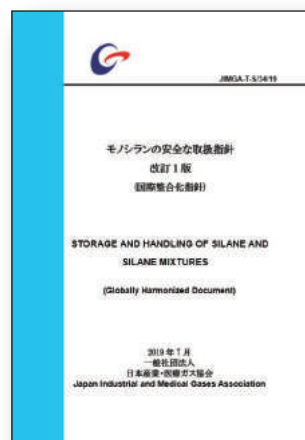 JIMGA-T-S/34/19
モノシランの安全な取扱指針
改訂1版
(国際整合化指針)
STORAGE AND HANDLING OF SILANE AND
SILANE MIXTURES
(Globally Harmonized Document)
2019年7月
一般社団法人
日本産業・医療ガス協会
Japan Industrial and Medical Gases Association